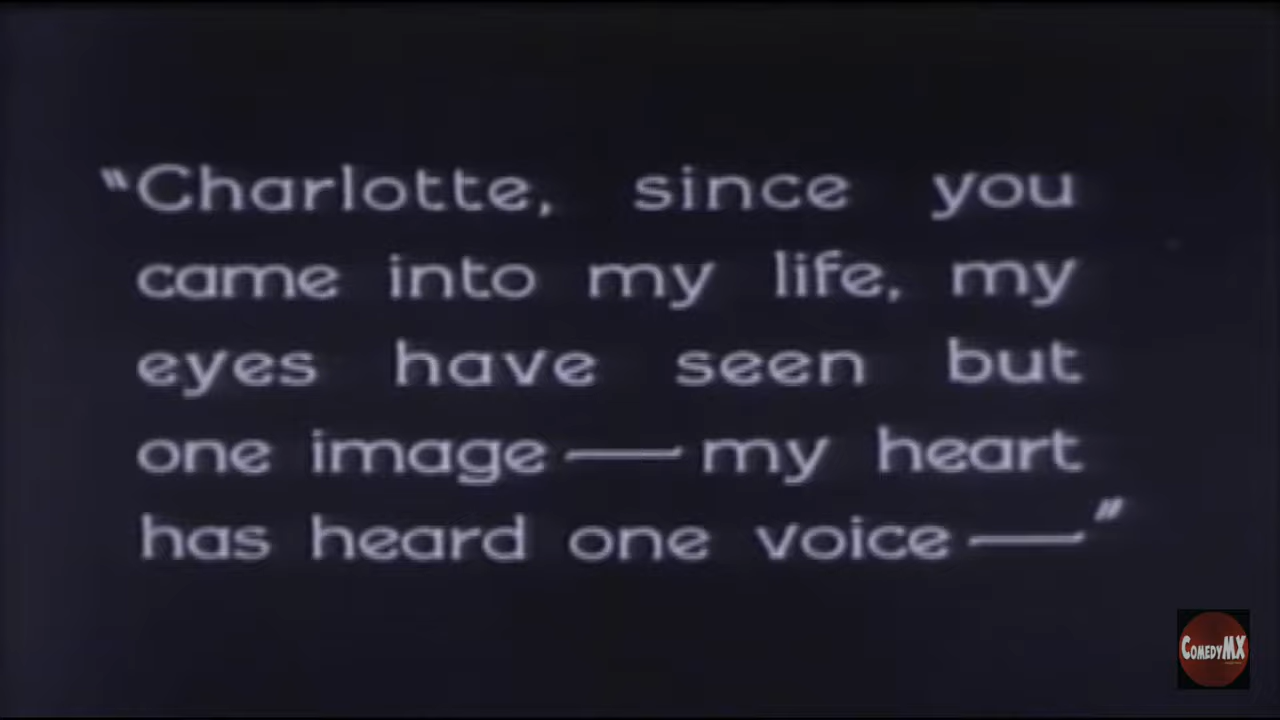 "Charlotte, since you
came into my life, my
eyes have seen but
one image — my heart
has heard one voice —"
COMEDYMX